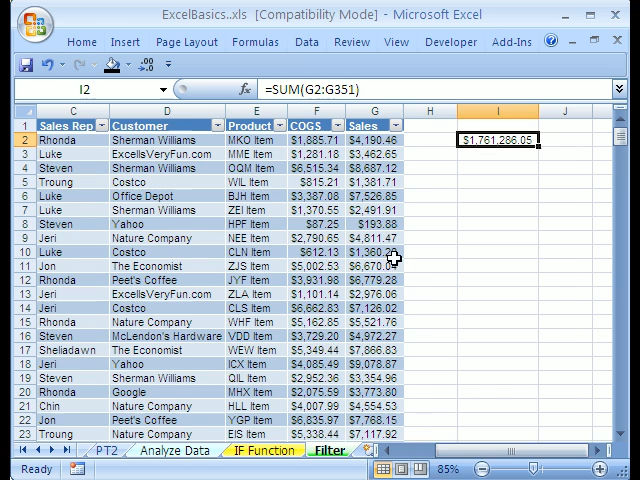 ExcelBasics..xls [Compatibility Mode] - Microsoft Excel
Home Insert Page Layout Formulas Data Review View Developer Add-Ins
I2 fx =SUM(G2:G351)
C D E F G H I J
1 Sales Rep Customer Product COGS Sales
2 Rhonda Sherman Williams MKO Item $1,885.71 $4,190.46 $1,761,286.05
3 Luke ExcellsVeryFun.com MME Item $1,281.18 $3,462.65
4 Steven Sherman Williams OQM Item $6,515.34 $8,687.12
5 Troung Costco WIL Item $815.21 $1,381.71
6 Luke Office Depot BJH Item $3,387.08 $7,526.85
7 Luke Sherman Williams ZEI Item $1,370.55 $2,491.91
8 Steven Yahoo HPF Item $87.25 $193.88
9 Jeri Nature Company NEE Item $2,790.65 $4,811.47
10 Luke Costco CLN Item $612.13
11 Jon The Economist ZJS Item $5,002.53
12 Rhonda Peet's Coffee JYF Item $3,931.98 $6,779.28
13 Jeri ExcellsVeryFun.com ZLA Item $1,101.14 $2,976.06
14 Jeri Costco CLS Item $6,662.83 $7,126.02
15 Rhonda Nature Company WHF Item $5,162.85 $5,521.76
16 Steven McLendon's Hardware VDD Item $3,729.20 $4,972.27
17 Sheliadawn The Economist WEW Item $5,349.44 $7,866.83
18 Jeri Yahoo ICX Item $4,085.49 $9,078.87
19 Steven Sherman Williams QIL Item $2,952.36 $3,354.96
20 Rhonda Google MHX Item $2,075.59 $3,773.80
21 Chin Nature Company HLL Item $4,007.99 $4,554.53
22 Jon Peet's Coffee YGP Item $6,835.97 $7,768.15
23 Troung Nature Company EIS Item $5,338.44 $7,117.92
PT2 Analyze Data IF Function Filter
Ready 85%